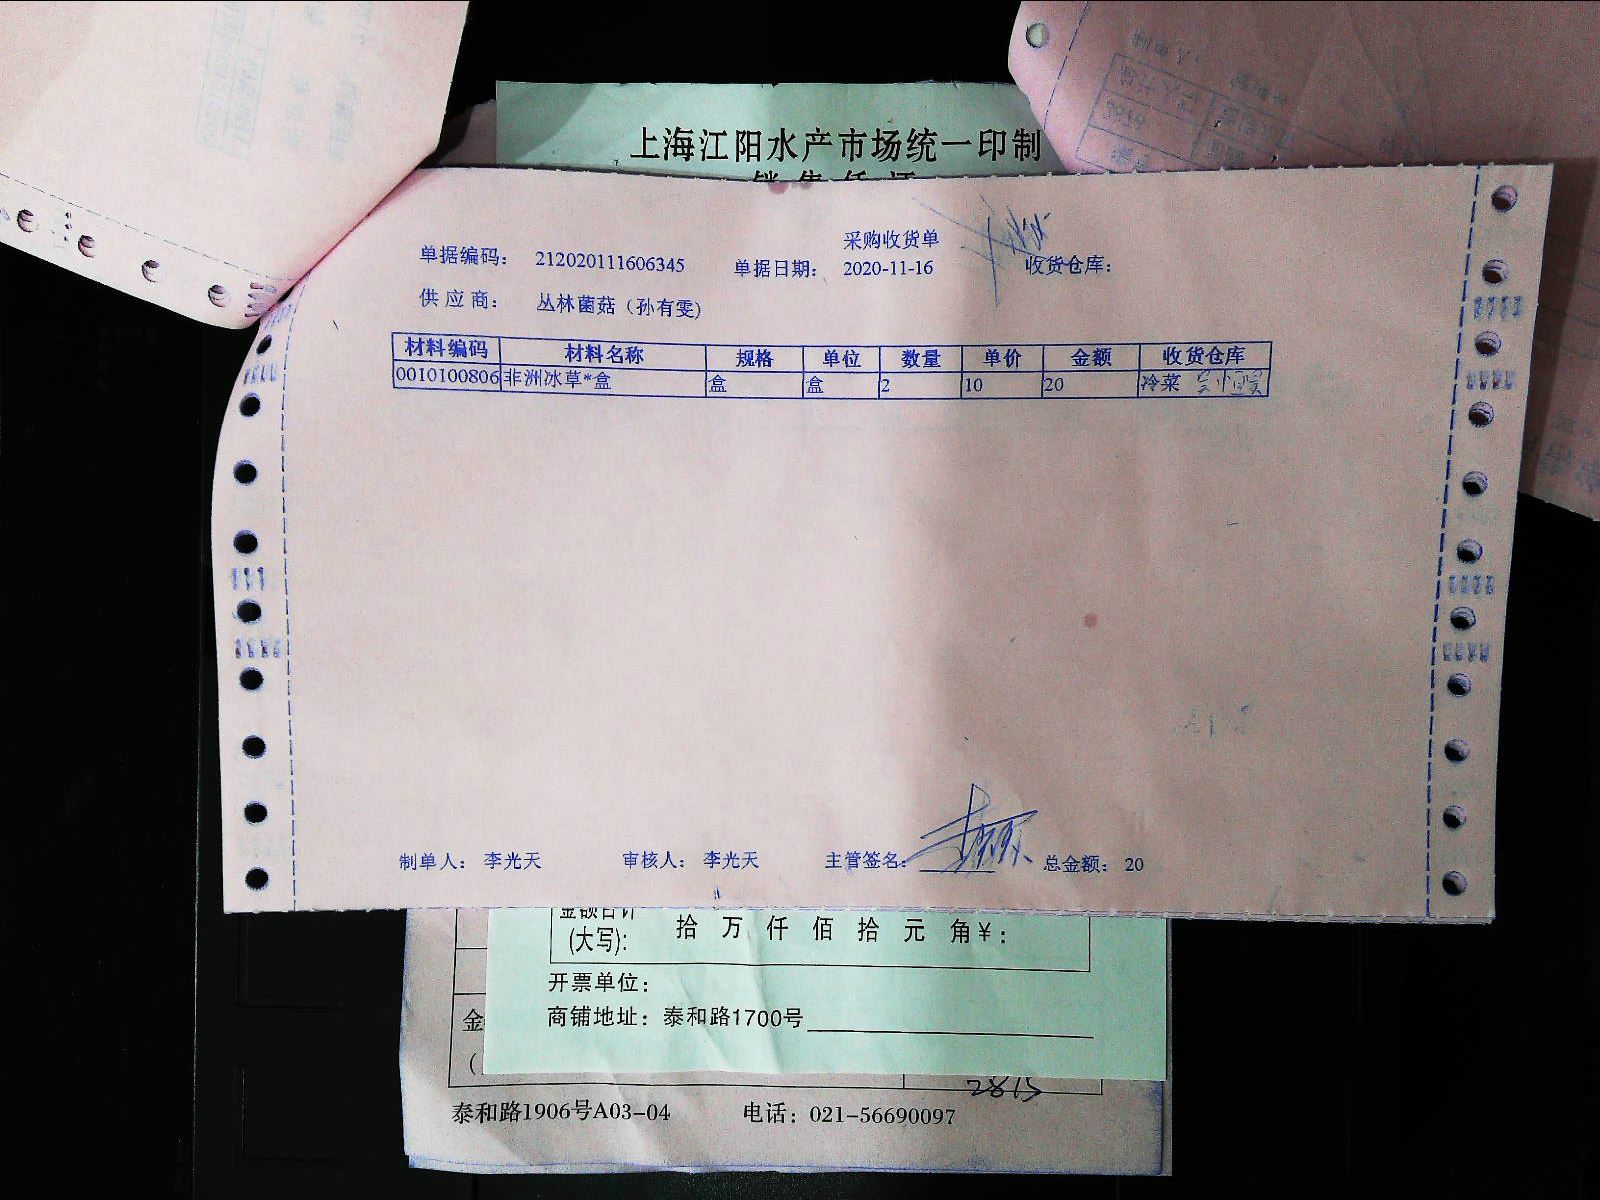 上海江阳水产市场统一印制
采购收货单
单据编码： 212020111606345 单据日期： 2020-11-16 收货仓库：
供应商： 丛林菌菇（孙有雯）
材料编码 材料名称 规格 单位 数量 单价 金额 收货仓库
0010100806 非洲冰草*盒 盒 盒 2 10 20 冷菜
制单人： 李光天 审核人： 李光天 主管签名： 总金额： 20
(大写): 拾 万 仟 佰 拾 元 角 ¥:
开票单位：
商铺地址：泰和路1700号
金
2815
泰和路1906号A03-04 电话：021-56690097